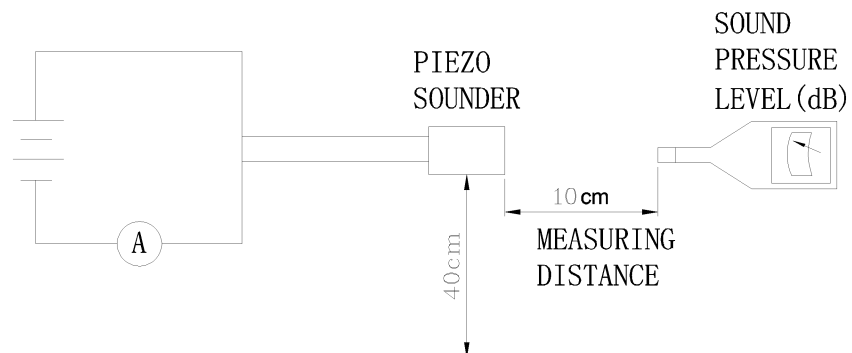 SOUND
PRESSURE
LEVEL(dB)
PIEZO
SOUNDER
10cm
A
MEASURING
DISTANCE
40cm